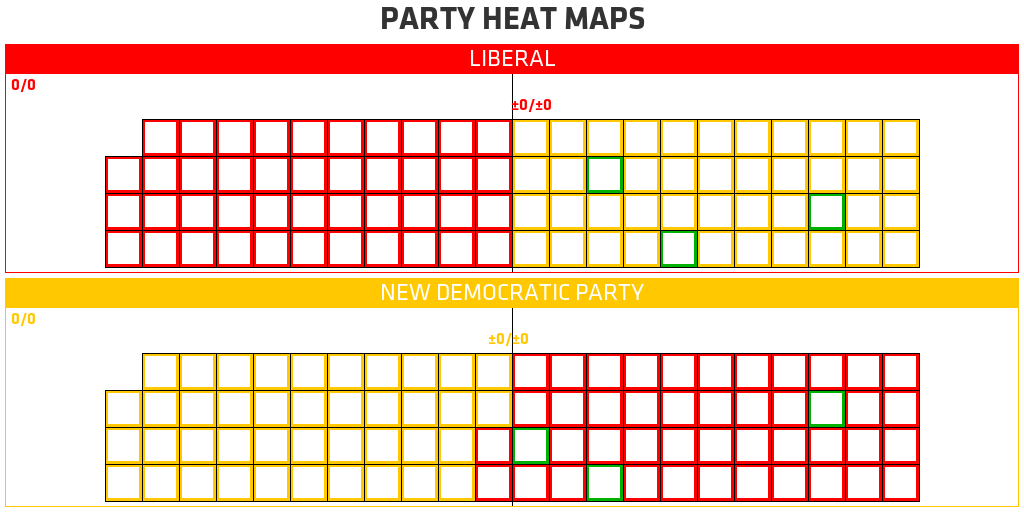 PARTY HEAT MAPS
LIBERAL
0/0
±0/±0
NEW DEMOCRATIC PARTY
0/0
±0/±0